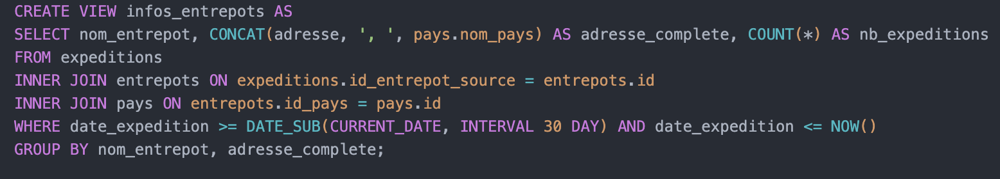 CREATE VIEW infos_entrepots AS
SELECT nom_entrepot, CONCAT(adresse, ', ', pays.nom_pays) AS adresse_complete, COUNT(*) AS nb_expeditions
FROM expeditions
INNER JOIN entrepots ON expeditions.id_entrepot_source = entrepots.id
INNER JOIN pays ON entrepots.id_pays = pays.id
WHERE date_expedition >= DATE_SUB(CURRENT_DATE, INTERVAL 30 DAY) AND date_expedition <= NOW()
GROUP BY nom_entrepot, adresse_complete;